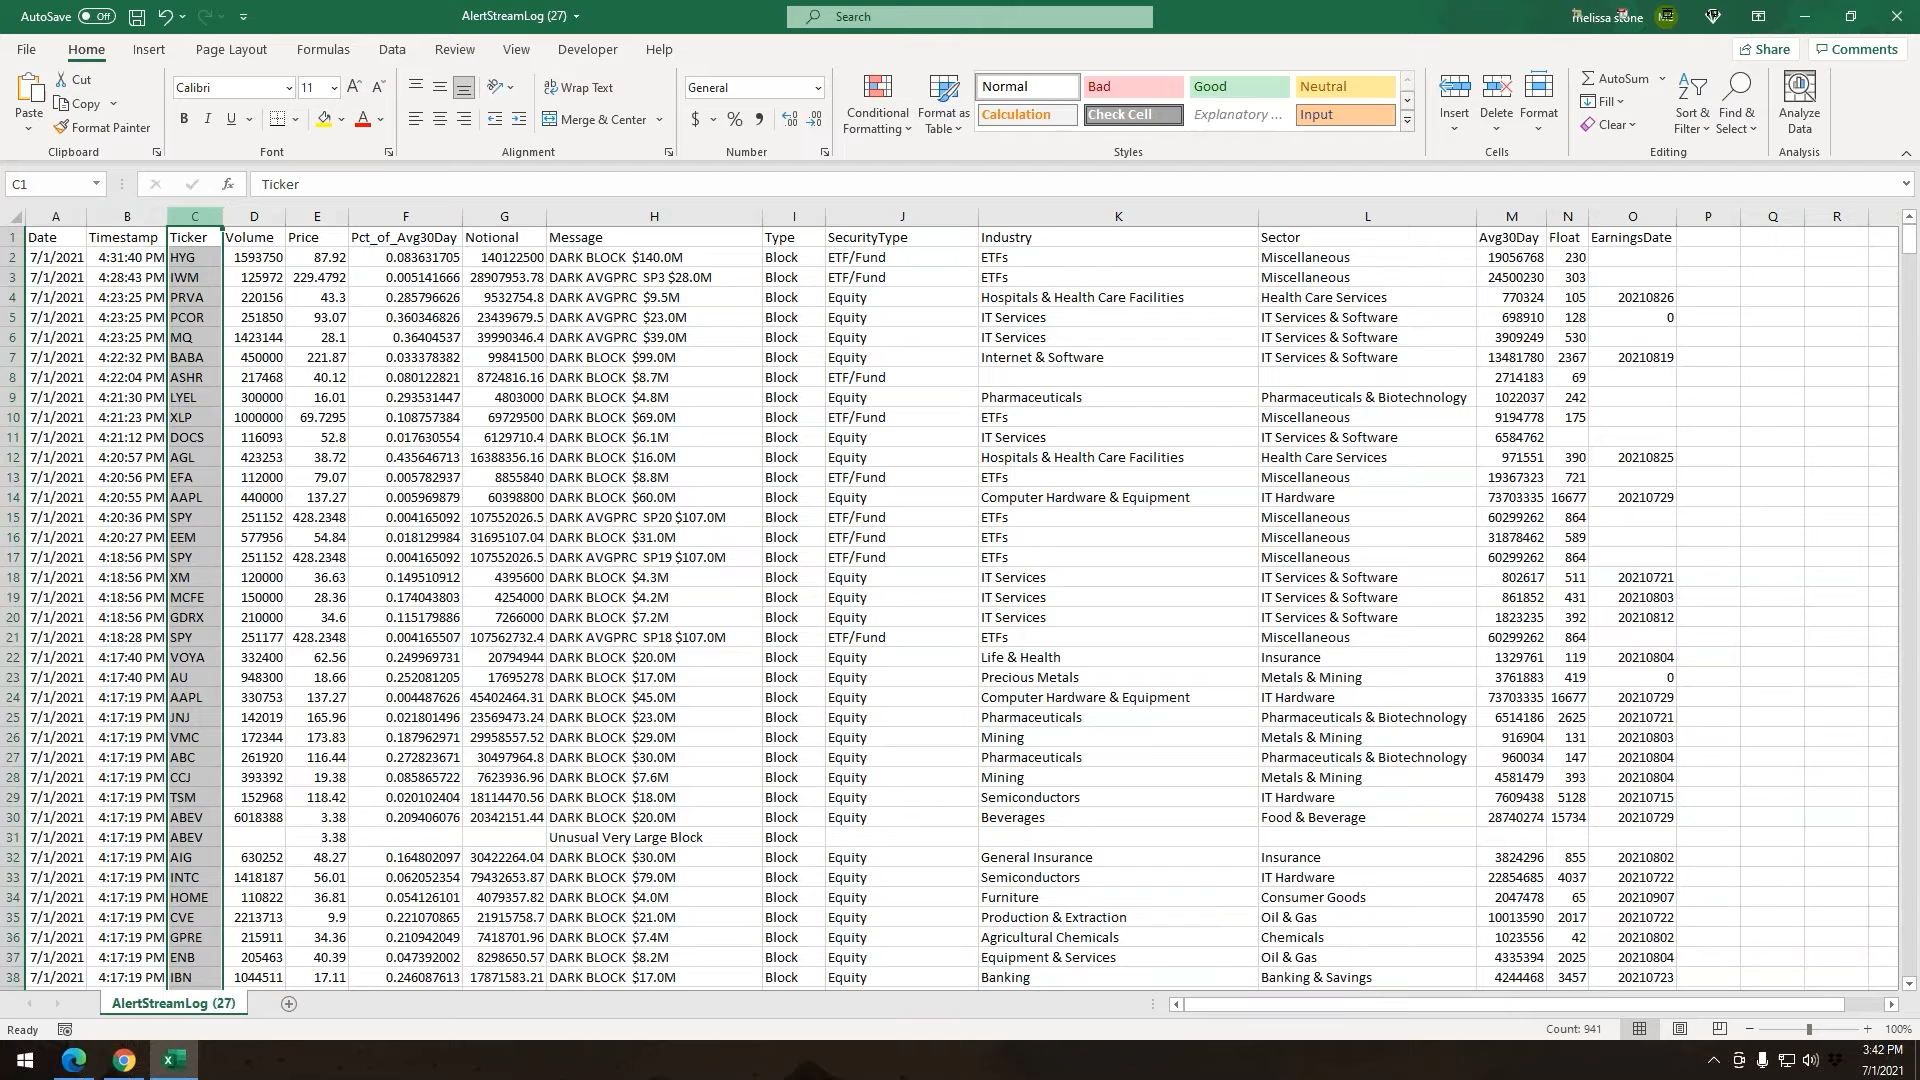 AutoSave Off AlertStreamLog (27) Search melissa stone
File Home Insert Page Layout Formulas Data Review View Developer Help Share Comments
Paste Cut Copy Format Painter Clipboard
Calibri 11 B I U Font
Wrap Text Merge & Center Alignment
General $ % 9 Number
Conditional Formatting Format as Table
Normal Bad Good Neutral
Calculation Check Cell Explanatory ... Input
Styles
Insert Delete Format Cells
AutoSum Fill Clear Sort & Filter Find & Select Editing
Analyze Data Analysis
C1 fx Ticker
A B C D E F G H I J K L M N O P Q R
1 Date Timestamp Ticker Volume Price Pct_of_Avg30Day Notional Message Type SecurityType Industry Sector Avg30Day Float EarningsDate
2 7/1/2021 4:31:40 PM HYG 1593750 87.92 0.083631705 140122500 DARK BLOCK $140.0M Block ETF/Fund ETFs Miscellaneous 19056768 230
3 7/1/2021 4:28:43 PM IWM 125972 229.4792 0.005141666 28907953.78 DARK AVGPRC SP3 $28.0M Block ETF/Fund ETFs Miscellaneous 24500230 303
4 7/1/2021 4:23:25 PM PRVA 220156 43.3 0.285796626 9532754.8 DARK AVGPRC $9.5M Block Equity Hospitals & Health Care Facilities Health Care Services 770324 105 20210826
5 7/1/2021 4:23:25 PM PCOR 251850 93.07 0.360346826 23439679.5 DARK AVGPRC $23.0M Block Equity IT Services IT Services & Software 698910 128 0
6 7/1/2021 4:23:25 PM MQ 1423144 28.1 0.36404537 39990346.4 DARK AVGPRC $39.0M Block Equity IT Services IT Services & Software 3909249 530
7 7/1/2021 4:22:32 PM BABA 450000 221.87 0.033378382 99841500 DARK BLOCK $99.0M Block Equity Internet & Software IT Services & Software 13481780 2367 20210819
8 7/1/2021 4:22:04 PM ASHR 217468 40.12 0.080122821 8724816.16 DARK BLOCK $8.7M Block ETF/Fund 2714183 69
9 7/1/2021 4:21:30 PM LYEL 300000 16.01 0.293531447 4803000 DARK BLOCK $4.8M Block Equity Pharmaceuticals Pharmaceuticals & Biotechnology 1022037 242
10 7/1/2021 4:21:23 PM XLP 1000000 69.7295 0.108757384 69729500 DARK BLOCK $69.0M Block ETF/Fund ETFs Miscellaneous 9194778 175
11 7/1/2021 4:21:12 PM DOCS 116093 52.8 0.017630554 6129710.4 DARK BLOCK $6.1M Block Equity IT Services IT Services & Software 6584762
12 7/1/2021 4:20:57 PM AGL 423253 38.72 0.435646713 16388356.16 DARK BLOCK $16.0M Block Equity Hospitals & Health Care Facilities Health Care Services 971551 390 20210825
13 7/1/2021 4:20:56 PM EFA 112000 79.07 0.005782937 8855840 DARK BLOCK $8.8M Block ETF/Fund ETFs Miscellaneous 19367323 721
14 7/1/2021 4:20:55 PM AAPL 440000 137.27 0.005969879 60398800 DARK BLOCK $60.0M Block Equity Computer Hardware & Equipment IT Hardware 73703335 16677 20210729
15 7/1/2021 4:20:36 PM SPY 251152 428.2348 0.004165092 107552026.5 DARK AVGPRC SP20 $107.0M Block ETF/Fund ETFs Miscellaneous 60299262 864
16 7/1/2021 4:20:27 PM EEM 577956 54.84 0.018129984 31695107.04 DARK BLOCK $31.0M Block ETF/Fund ETFs Miscellaneous 31878462 589
17 7/1/2021 4:18:56 PM SPY 251152 428.2348 0.004165092 107552026.5 DARK AVGPRC SP19 $107.0M Block ETF/Fund ETFs Miscellaneous 60299262 864
18 7/1/2021 4:18:56 PM XM 120000 36.63 0.149510912 4395600 DARK BLOCK $4.3M Block Equity IT Services IT Services & Software 802617 511 20210721
19 7/1/2021 4:18:56 PM MCFE 150000 28.36 0.174043803 4254000 DARK BLOCK $4.2M Block Equity IT Services IT Services & Software 861852 431 20210803
20 7/1/2021 4:18:56 PM GDRX 210000 34.6 0.115179886 7266000 DARK BLOCK $7.2M Block Equity IT Services IT Services & Software 1823235 392 20210812
21 7/1/2021 4:18:28 PM SPY 251177 428.2348 0.004165507 107562732.4 DARK AVGPRC SP18 $107.0M Block ETF/Fund ETFs Miscellaneous 60299262 864
22 7/1/2021 4:17:40 PM VOYA 332400 62.56 0.249969731 20794944 DARK BLOCK $20.0M Block Equity Life & Health Insurance 1329761 119 20210804
23 7/1/2021 4:17:40 PM AU 948300 18.66 0.252081205 17695278 DARK BLOCK $17.0M Block Equity Precious Metals Metals & Mining 3761883 419 0
24 7/1/2021 4:17:19 PM AAPL 330753 137.27 0.004487626 45402464.31 DARK BLOCK $45.0M Block Equity Computer Hardware & Equipment IT Hardware 73703335 16677 20210729
25 7/1/2021 4:17:19 PM JNJ 142019 165.96 0.021801496 23569473.24 DARK BLOCK $23.0M Block Equity Pharmaceuticals Pharmaceuticals & Biotechnology 6514186 2625 20210721
26 7/1/2021 4:17:19 PM VMC 172344 173.83 0.187962971 29958557.52 DARK BLOCK $29.0M Block Equity Mining Metals & Mining 916904 131 20210803
27 7/1/2021 4:17:19 PM ABC 261920 116.44 0.272823671 30497964.8 DARK BLOCK $30.0M Block Equity Pharmaceuticals Pharmaceuticals & Biotechnology 960034 147 20210804
28 7/1/2021 4:17:19 PM CCJ 393392 19.38 0.085865722 7623936.96 DARK BLOCK $7.6M Block Equity Mining Metals & Mining 4581479 393 20210804
29 7/1/2021 4:17:19 PM TSM 152968 118.42 0.020102404 18114470.56 DARK BLOCK $18.0M Block Equity Semiconductors IT Hardware 7609438 5128 20210715
30 7/1/2021 4:17:19 PM ABEV 6018388 3.38 0.209406076 20342151.44 DARK BLOCK $20.0M Block Equity Beverages Food & Beverage 28740274 15734 20210729
31 7/1/2021 4:17:19 PM ABEV 3.38 Unusual Very Large Block Block
32 7/1/2021 4:17:19 PM AIG 630252 48.27 0.164802097 30422264.04 DARK BLOCK $30.0M Block Equity General Insurance Insurance 3824296 855 20210802
33 7/1/2021 4:17:19 PM INTC 1418187 56.01 0.062052354 79432653.87 DARK BLOCK $79.0M Block Equity Semiconductors IT Hardware 22854685 4037 20210722
34 7/1/2021 4:17:19 PM HOME 110822 36.81 0.054126101 4079357.82 DARK BLOCK $4.0M Block Equity Furniture Consumer Goods 2047478 65 20210907
35 7/1/2021 4:17:19 PM CVE 2213713 9.9 0.221070865 21915758.7 DARK BLOCK $21.0M Block Equity Production & Extraction Oil & Gas 10013590 2017 20210722
36 7/1/2021 4:17:19 PM GPRE 215911 34.36 0.210942049 7418701.96 DARK BLOCK $7.4M Block Equity Agricultural Chemicals Chemicals 1023556 42 20210802
37 7/1/2021 4:17:19 PM ENB 205463 40.39 0.047392002 8298650.57 DARK BLOCK $8.2M Block Equity Equipment & Services Oil & Gas 4335394 2025 20210804
38 7/1/2021 4:17:19 PM IBN 1044511 17.11 0.246087613 17871583.21 DARK BLOCK $17.0M Block Equity Banking Banking & Savings 4244468 3457 20210723
AlertStreamLog (27)
Ready Count: 941 100%
3:42 PM
7/1/2021